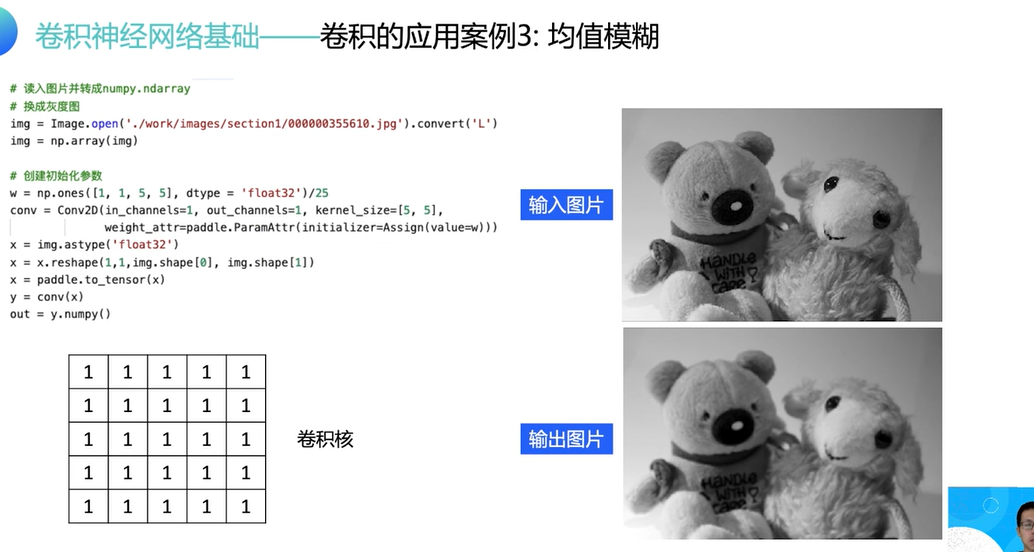 卷积神经网络基础——卷积的应用案例3: 均值模糊
# 读入图片并转成numpy.ndarray
# 换成灰度图
img = Image.open('./work/images/section1/000000355610.jpg').convert('L')
img = np.array(img)
# 创建初始化参数
w = np.ones([1, 1, 5, 5], dtype = 'float32')/25
conv = Conv2D(in_channels=1, out_channels=1, kernel_size=[5, 5],
weight_attr=paddle.ParamAttr(initializer=Assign(value=w)))
x = img.astype('float32')
x = x.reshape(1,1,img.shape[0], img.shape[1])
x = paddle.to_tensor(x)
y = conv(x)
out = y.numpy()
输入图片
HANDLE
WITH
CARE
1 1 1 1 1
1 1 1 1 1
1 1 1 1 1
1 1 1 1 1
1 1 1 1 1
卷积核
输出图片
HANDLE
WITH
CARE